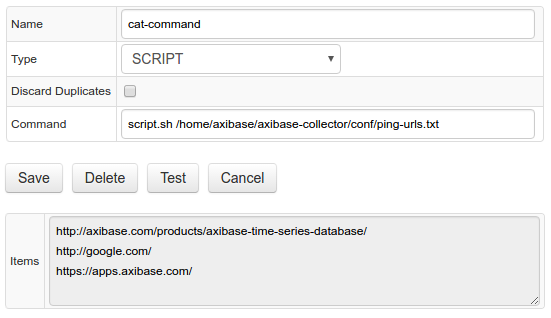 Name cat-command
Type SCRIPT
Discard Duplicates
Command script.sh /home/axibase/axibase-collector/conf/ping-urls.txt
Save Delete Test Cancel
Items
http://axibase.com/products/axibase-time-series-database/
http://google.com/
https://apps.axibase.com/